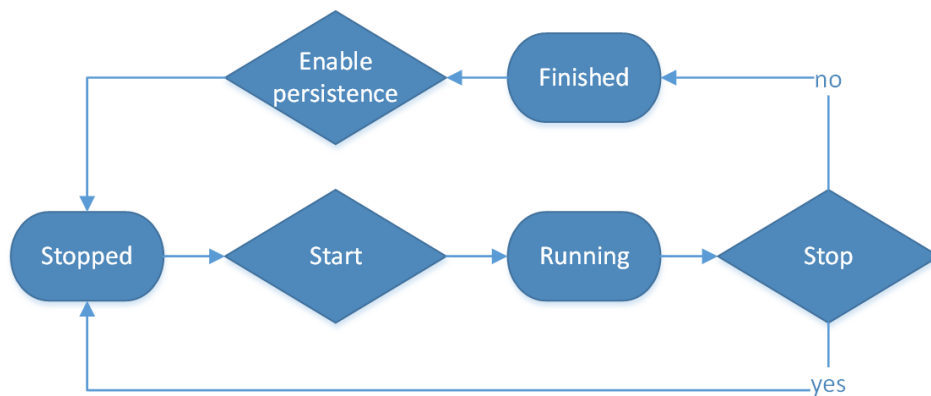 Enable
persistence
Finished
no
Stopped
Start
Running
Stop
yes